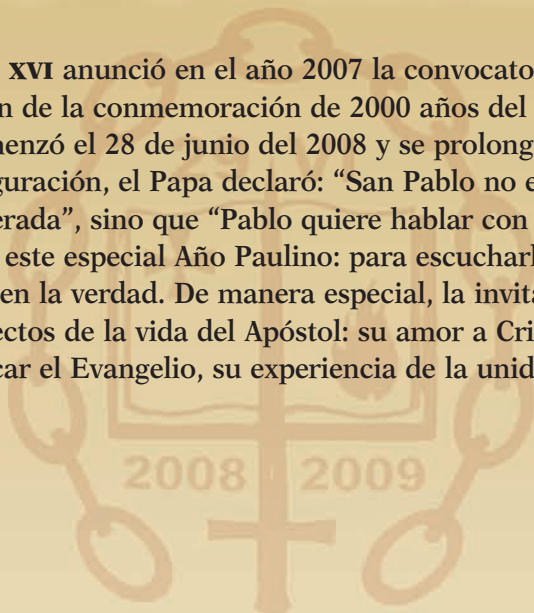 XVI anunció en el año 2007 la convocato
n de la conmemoración de 2000 años del
enzó el 28 de junio del 2008 y se prolong
guración, el Papa declaró: “San Pablo no e
erada”, sino que “Pablo quiere hablar con
este especial Año Paulino: para escucharl
en la verdad. De manera especial, la invita
ectos de la vida del Apóstol: su amor a Cri
car el Evangelio, su experiencia de la unid
29 VI
2008 2009